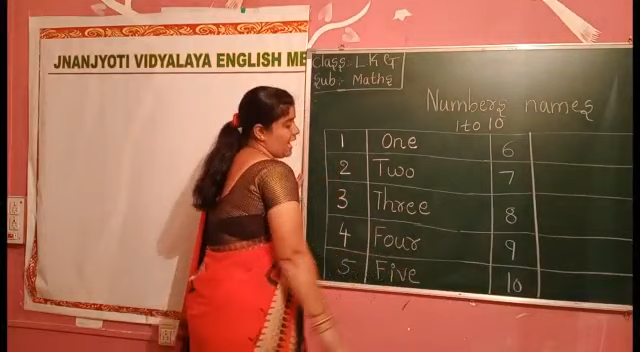 JNANJYOTI VIDYALAYA ENGLISH ME
Class:- LKG
Sub:- Maths
Numbers names
1 to 10
1 One 6
2 Two 7
3 Three 8
4 Four 9
5 Five 10